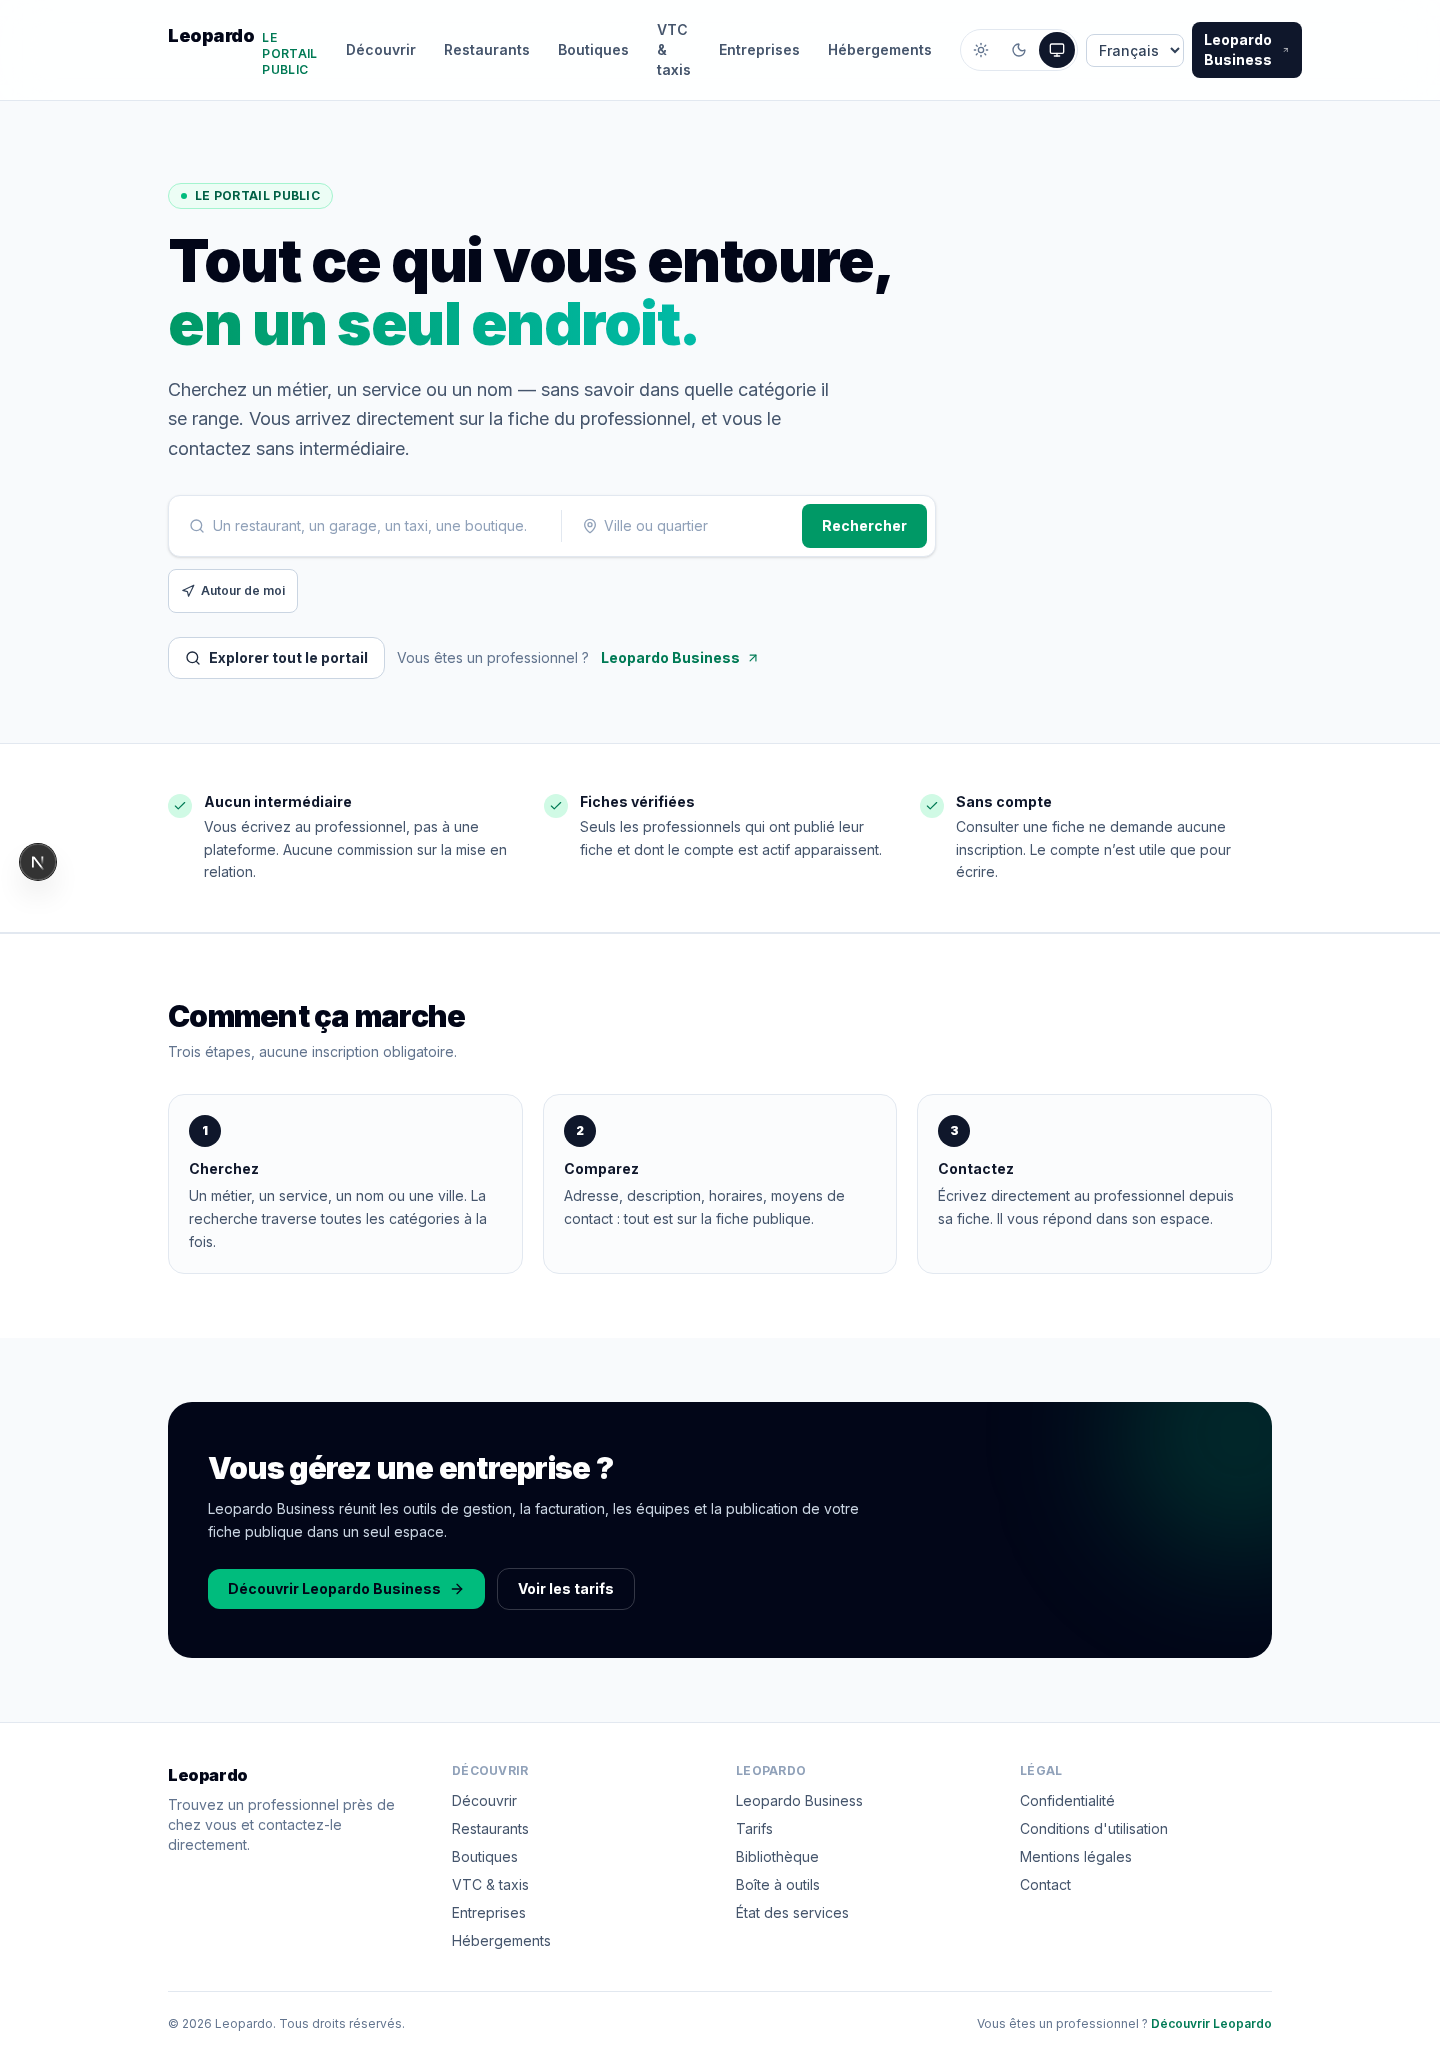 Leopardo
LE
PORTAIL
PUBLIC
Découvrir
Restaurants
Boutiques
VTC
&
taxis
Entreprises
Hébergements
Français
Leopardo
Business
LE PORTAIL PUBLIC
Tout ce qui vous entoure,
en un seul endroit.
Cherchez un métier, un service ou un nom — sans savoir dans quelle catégorie il
se range. Vous arrivez directement sur la fiche du professionnel, et vous le
contactez sans intermédiaire.
Un restaurant, un garage, un taxi, une boutique.
Ville ou quartier
Rechercher
Autour de moi
Explorer tout le portail
Vous êtes un professionnel ?
Leopardo Business
Aucun intermédiaire
Vous écrivez au professionnel, pas à une
plateforme. Aucune commission sur la mise en
relation.
Fiches vérifiées
Seuls les professionnels qui ont publié leur
fiche et dont le compte est actif apparaissent.
Sans compte
Consulter une fiche ne demande aucune
inscription. Le compte n’est utile que pour
écrire.
N
Comment ça marche
Trois étapes, aucune inscription obligatoire.
1
Cherchez
Un métier, un service, un nom ou une ville. La
recherche traverse toutes les catégories à la
fois.
2
Comparez
Adresse, description, horaires, moyens de
contact : tout est sur la fiche publique.
3
Contactez
Écrivez directement au professionnel depuis
sa fiche. Il vous répond dans son espace.
Vous gérez une entreprise ?
Leopardo Business réunit les outils de gestion, la facturation, les équipes et la publication de votre
fiche publique dans un seul espace.
Découvrir Leopardo Business
Voir les tarifs
Leopardo
Trouvez un professionnel près de
chez vous et contactez-le
directement.
DÉCOUVRIR
Découvrir
Restaurants
Boutiques
VTC & taxis
Entreprises
Hébergements
LEOPARDO
Leopardo Business
Tarifs
Bibliothèque
Boîte à outils
État des services
LÉGAL
Confidentialité
Conditions d'utilisation
Mentions légales
Contact
© 2026 Leopardo. Tous droits réservés.
Vous êtes un professionnel ? Découvrir Leopardo